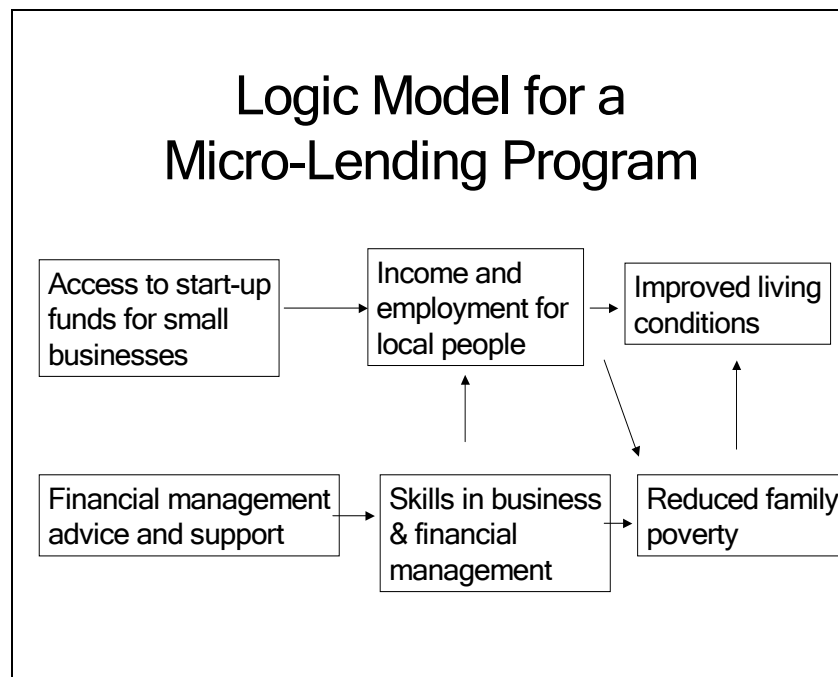 Logic Model for a
Micro-Lending Program
Access to start-up
funds for small
businesses
Income and
employment for
local people
Improved living
conditions
Financial management
advice and support
Skills in business
& financial
management
Reduced family
poverty